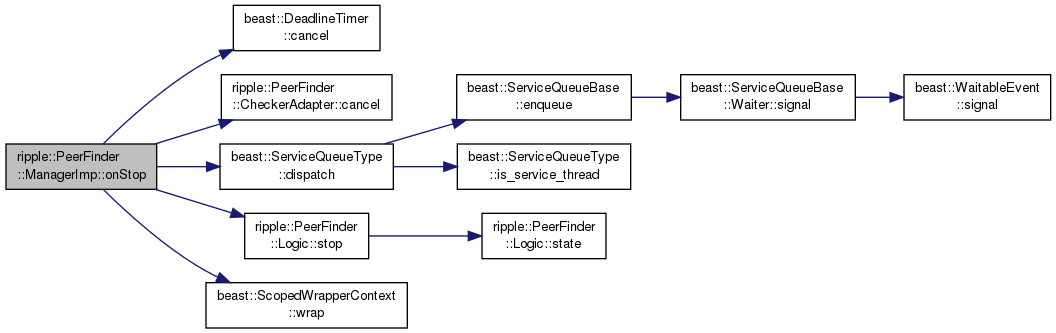 ripple::PeerFinder
::ManagerImp::onStop
beast::DeadlineTimer
::cancel
ripple::PeerFinder
::CheckerAdapter::cancel
beast::ServiceQueueType
::dispatch
beast::ServiceQueueBase
::enqueue
beast::ServiceQueueBase
::Waiter::signal
beast::WaitableEvent
::signal
beast::ServiceQueueType
::is_service_thread
ripple::PeerFinder
::Logic::stop
ripple::PeerFinder
::Logic::state
beast::ScopedWrapperContext
::wrap